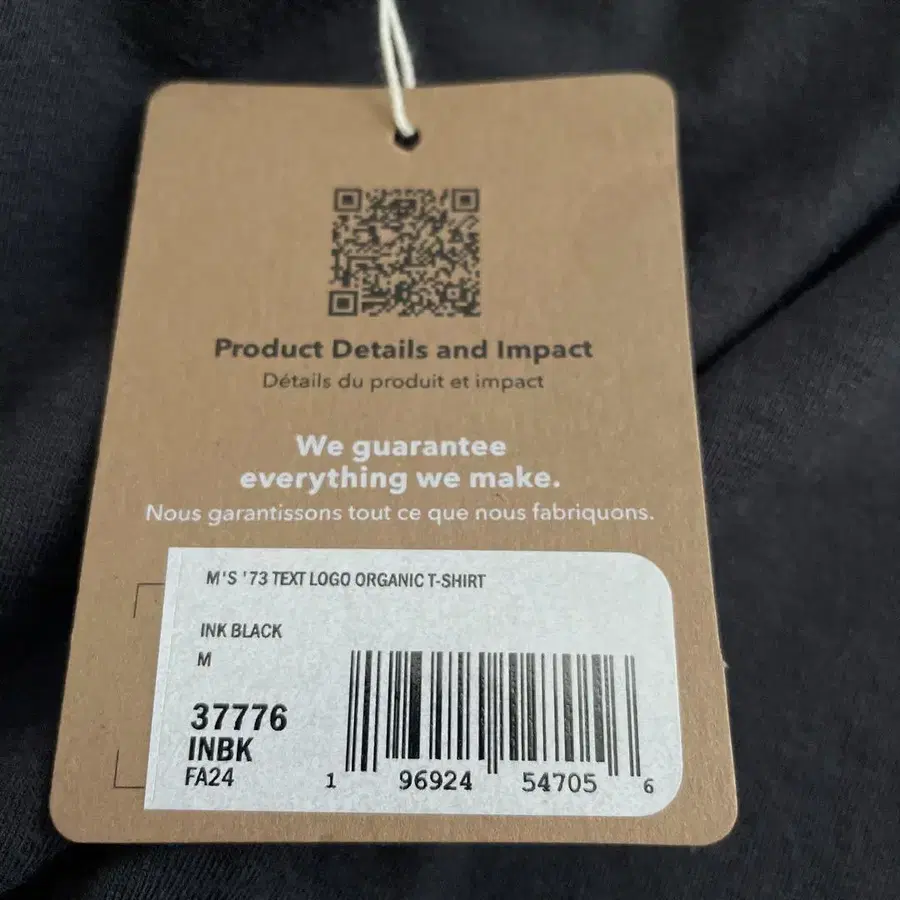 Product Details and Impact
Détails du produit et impact
We guarantee
everything we make.
Nous garantissons tout ce que nous fabriquons.
M'S '73 TEXT LOGO ORGANIC T-SHIRT
INK BLACK
M
37776
INBK
FA24
1 96924 54705 6